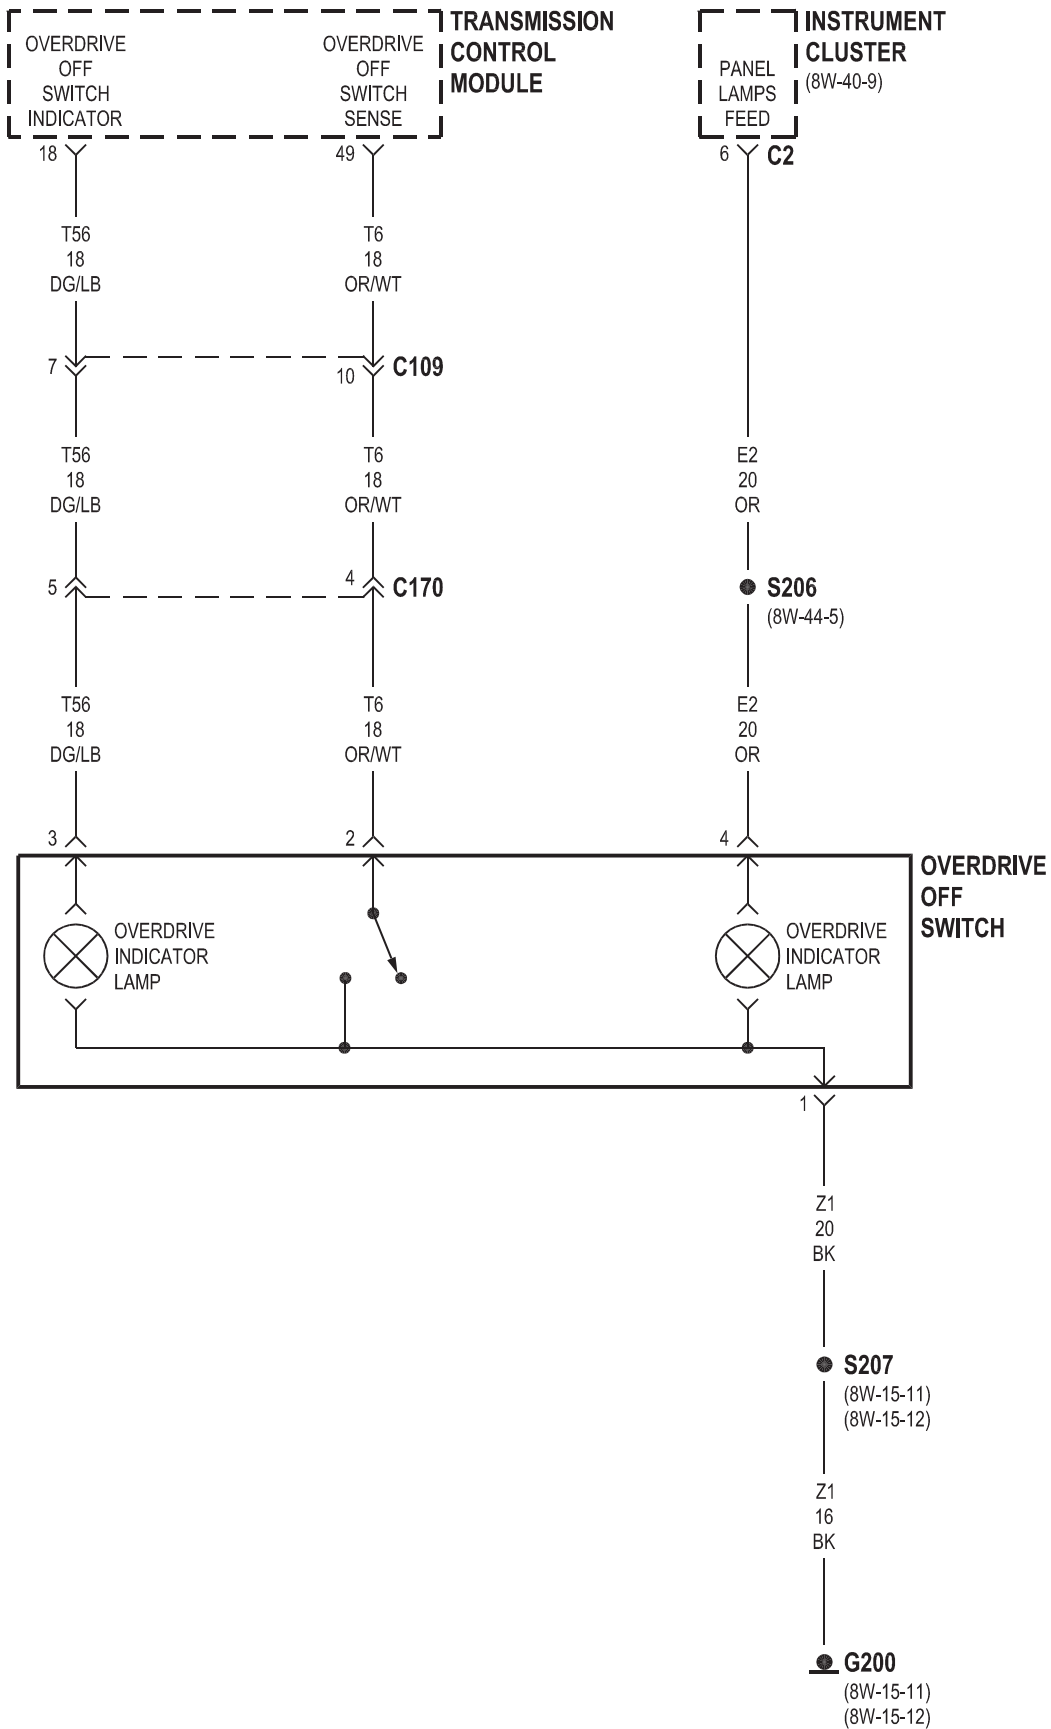 TRANSMISSION
CONTROL
MODULE
OVERDRIVE
OFF
SWITCH
INDICATOR
OVERDRIVE
OFF
SWITCH
SENSE
INSTRUMENT
CLUSTER
(8W-40-9)
PANEL
LAMPS
FEED
18
49
6
C2
T56
18
DG/LB
T6
18
OR/WT
7
10
C109
T56
18
DG/LB
T6
18
OR/WT
E2
20
OR
5
4
C170
S206
(8W-44-5)
T56
18
DG/LB
T6
18
OR/WT
E2
20
OR
3
2
4
OVERDRIVE
OFF
SWITCH
OVERDRIVE
INDICATOR
LAMP
OVERDRIVE
INDICATOR
LAMP
1
Z1
20
BK
S207
(8W-15-11)
(8W-15-12)
Z1
16
BK
G200
(8W-15-11)
(8W-15-12)